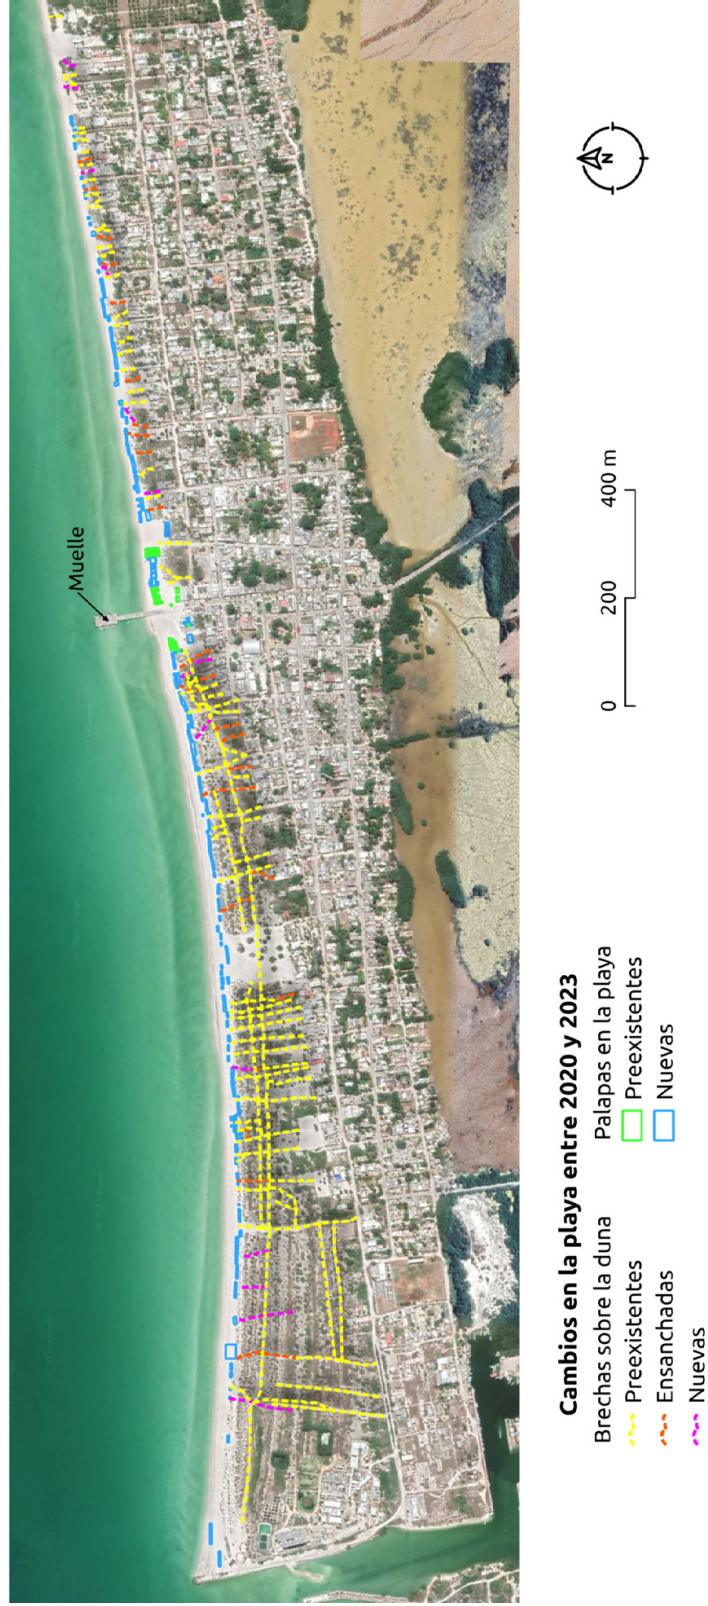 Muelle
N
0 200 400 m
Cambios en la playa entre 2020 y 2023
Brechas sobre la duna
Preexistentes
Ensanchadas
Nuevas
Palapas en la playa
Preexistentes
Nuevas